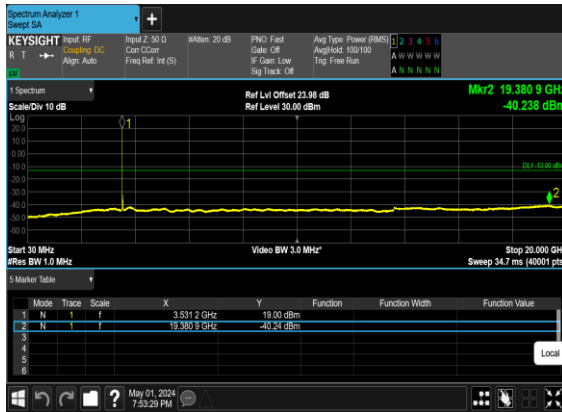 Spectrum Analyzer 1
Swept SA
+
KEYSIGHT Input: RF Input Z: 50 Ω #Atten: 20 dB PNO: Fast Avg Type: Power (RMS) 1 2 3 4 5 6
R T Coupling: DC Corr CCorr Gate: Off Avg|Hold: 100/100 A W W W W W
Align: Auto Freq Ref: Int (S) IF Gain: Low Trig: Free Run
Sig Track: Off A N N N N N
1 Spectrum
Scale/Div 10 dB
Ref Lvl Offset 23.98 dB
Ref Level 30.00 dBm
Mkr2 19.380 9 GHz
-40.238 dBm
Log
20.0
10.0
0.00
-10.0
-20.0
-30.0
-40.0
-50.0
-60.0
1
DL1 -13.00 dBm
2
Start 30 MHz Video BW 3.0 MHz* Stop 20.000 GHz
#Res BW 1.0 MHz Sweep 34.7 ms (40001 pts)
5 Marker Table
Mode Trace Scale X Y Function Function Width Function Value
1 N 1 f 3.531 2 GHz 19.00 dBm
2 N 1 f 19.380 9 GHz -40.24 dBm
3
4
5
6
Local
? May 01, 2024
7:53:29 PM